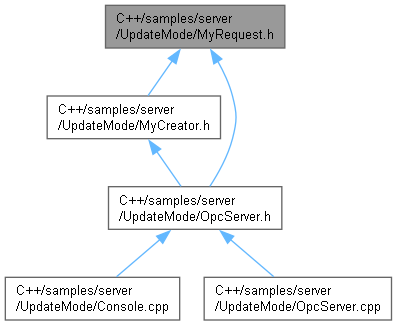 C++/samples/server
/UpdateMode/MyRequest.h
C++/samples/server
/UpdateMode/MyCreator.h
C++/samples/server
/UpdateMode/OpcServer.h
C++/samples/server
/UpdateMode/Console.cpp
C++/samples/server
/UpdateMode/OpcServer.cpp